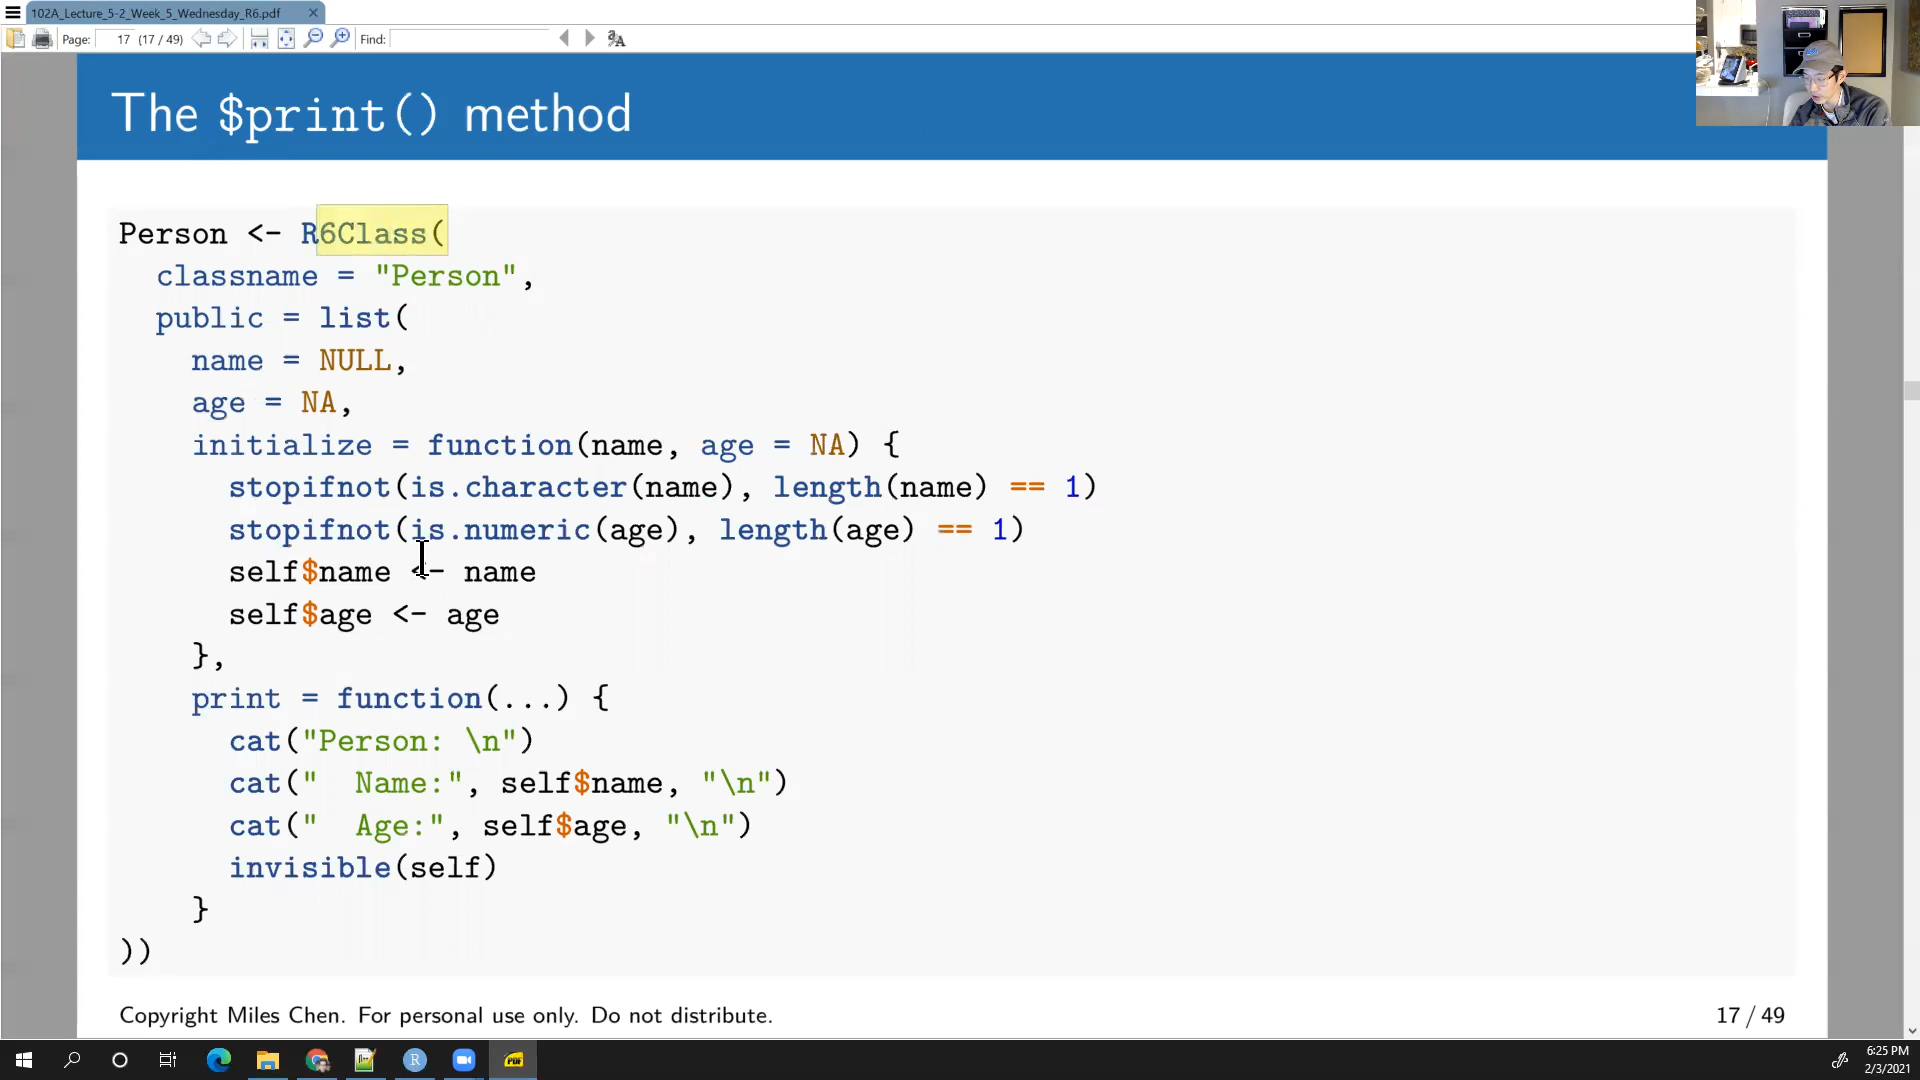 102A_Lecture_5-2_Week_5_Wednesday_R6.pdf
Page: 17 (17 / 49) Find:
The $print() method
Person <- R6Class(
classname = "Person",
public = list(
name = NULL,
age = NA,
initialize = function(name, age = NA) {
stopifnot(is.character(name), length(name) == 1)
stopifnot(is.numeric(age), length(age) == 1)
self$name <- name
self$age <- age
},
print = function(...) {
cat("Person: \n")
cat("  Name:", self$name, "\n")
cat("  Age:", self$age, "\n")
invisible(self)
}
))
Copyright Miles Chen. For personal use only. Do not distribute.
17 / 49
6:25 PM
2/3/2021